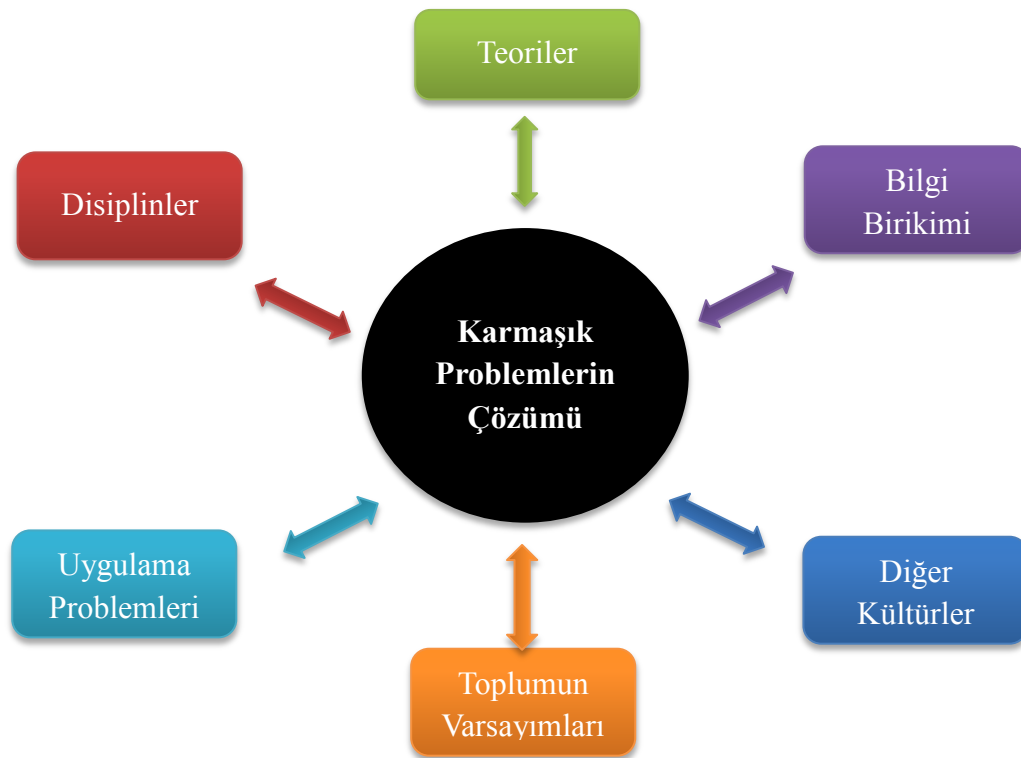 Teoriler
Disiplinler
Bilgi
Birikimi
Karmaşık
Problemlerin
Çözümü
Uygulama
Problemleri
Diğer
Kültürler
Toplumun
Varsayımları